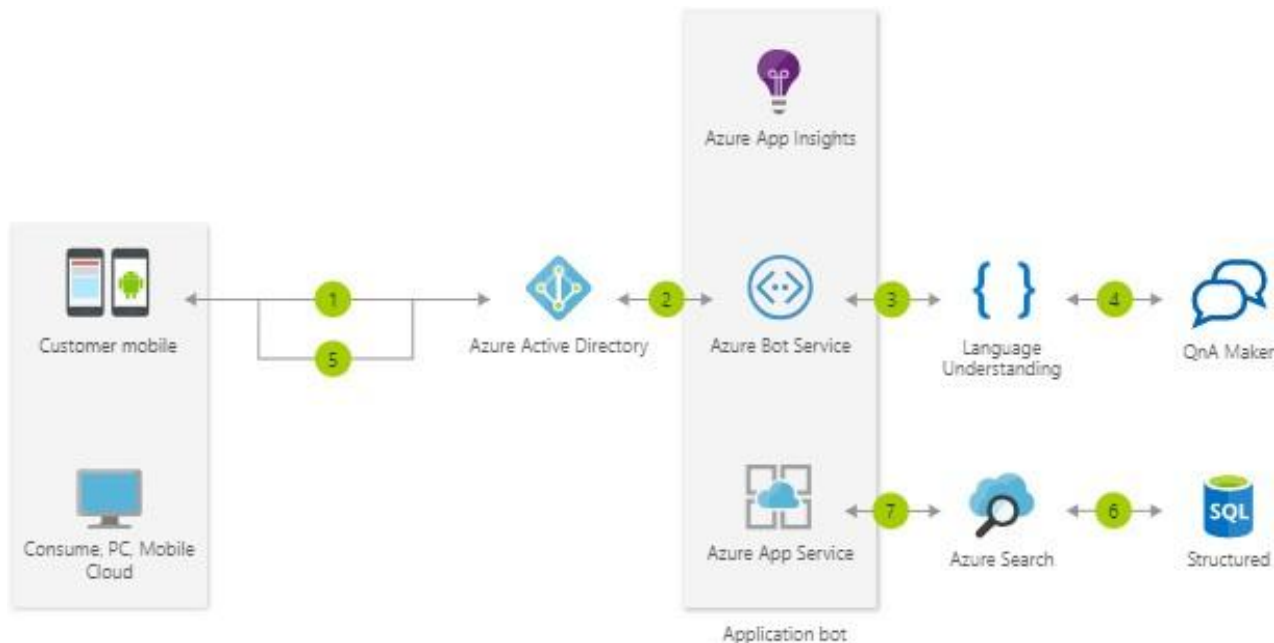 Azure App Insights
1
5
2
3
4
Customer mobile
Azure Active Directory
Azure Bot Service
Language
Understanding
QnA Maker
7
6
SQL
Consume, PC, Mobile
Cloud
Azure App Service
Azure Search
Structured
Application bot